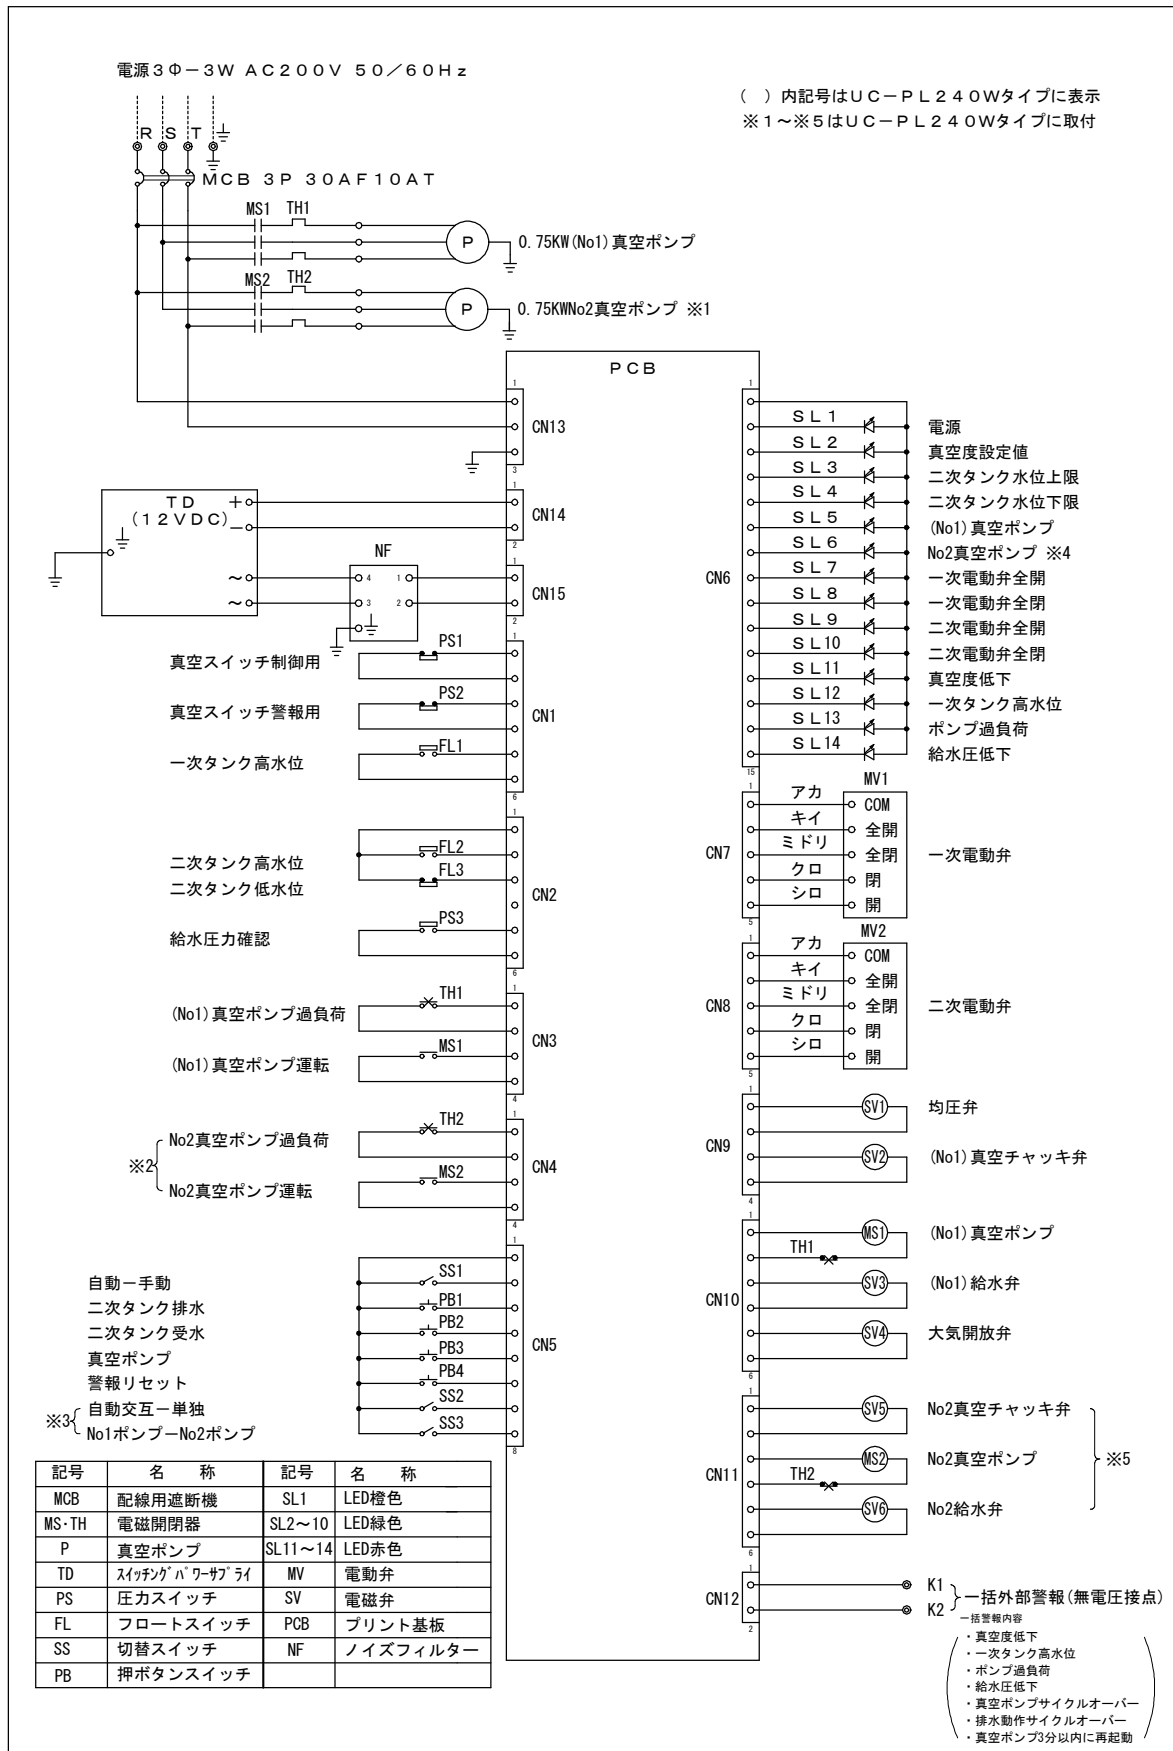 電源3Φ－3W AC200V 50／60Hz
（　）内記号はUC－PL240Wタイプに表示
※1～※5はUC－PL240Wタイプに取付
R S T
MCB 3P 30AF10AT
MS1 TH1
P 0.75KW(No1)真空ポンプ
MS2 TH2
P 0.75KWNo2真空ポンプ ※1
PCB
1
CN13
3
TD
(12VDC)
＋
－
～
～
1
CN14
2
NF
4 1
3 2
1
CN15
2
1
真空スイッチ制御用 PS1
真空スイッチ警報用 PS2
CN1
一次タンク高水位 FL1
6
1
二次タンク高水位 FL2
二次タンク低水位 FL3
CN2
給水圧力確認 PS3
6
1
(No1)真空ポンプ過負荷 TH1
CN3
(No1)真空ポンプ運転 MS1
4
1
No2真空ポンプ過負荷 TH2
※2
CN4
No2真空ポンプ運転 MS2
4
1
自動－手動 SS1
二次タンク排水 PB1
二次タンク受水 PB2
CN5
真空ポンプ PB3
警報リセット PB4
※3
自動交互－単独 SS2
No1ポンプ－No2ポンプ SS3
8
1
SL1 電源
SL2 真空度設定値
SL3 二次タンク水位上限
SL4 二次タンク水位下限
SL5 (No1)真空ポンプ
SL6 No2真空ポンプ ※4
CN6
SL7 一次電動弁全開
SL8 一次電動弁全閉
SL9 二次電動弁全開
SL10 二次電動弁全閉
SL11 真空度低下
SL12 一次タンク高水位
SL13 ポンプ過負荷
SL14 給水圧低下
15
MV1
1
アカ COM
キイ 全開
CN7 ミドリ 全閉 一次電動弁
クロ 閉
シロ 開
5
MV2
1
アカ COM
キイ 全開
CN8 ミドリ 全閉 二次電動弁
クロ 閉
シロ 開
5
1
SV1 均圧弁
CN9
SV2 (No1)真空チャッキ弁
4
1
MS1 (No1)真空ポンプ
TH1
SV3 (No1)給水弁
CN10
SV4 大気開放弁
6
1
SV5 No2真空チャッキ弁
MS2 No2真空ポンプ ※5
CN11
TH2
SV6 No2給水弁
6
1
CN12
K1
K2
一括外部警報(無電圧接点)
2
一括警報内容
・真空度低下
・一次タンク高水位
・ポンプ過負荷
・給水圧低下
・真空ポンプサイクルオーバー
・排水動作サイクルオーバー
・真空ポンプ3分以内に再起動
記号 名　称 記号 名　称
MCB 配線用遮断機 SL1 LED橙色
MS・TH 電磁開閉器 SL2～10 LED緑色
P 真空ポンプ SL11～14 LED赤色
TD ｽｲｯﾁﾝｸﾞﾊﾟﾜｰｻﾌﾟﾗｲ MV 電動弁
PS 圧力スイッチ SV 電磁弁
FL フロートスイッチ PCB プリント基板
SS 切替スイッチ NF ノイズフィルター
PB 押ボタンスイッチ